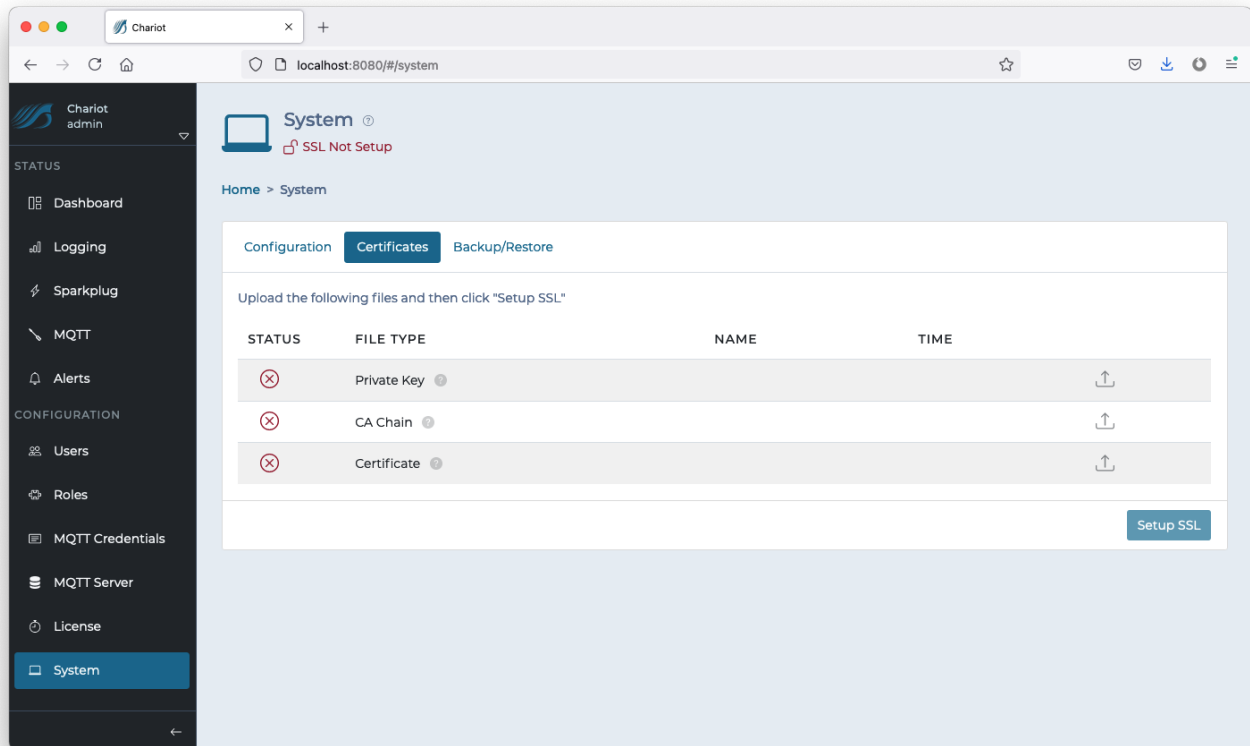 Chariot
localhost:8080/#/system
Chariot
admin
STATUS
Dashboard
Logging
Sparkplug
MQTT
Alerts
CONFIGURATION
Users
Roles
MQTT Credentials
MQTT Server
License
System
System
SSL Not Setup
Home > System
Configuration Certificates Backup/Restore
Upload the following files and then click "Setup SSL"
STATUS FILE TYPE NAME TIME
Private Key
CA Chain
Certificate
Setup SSL